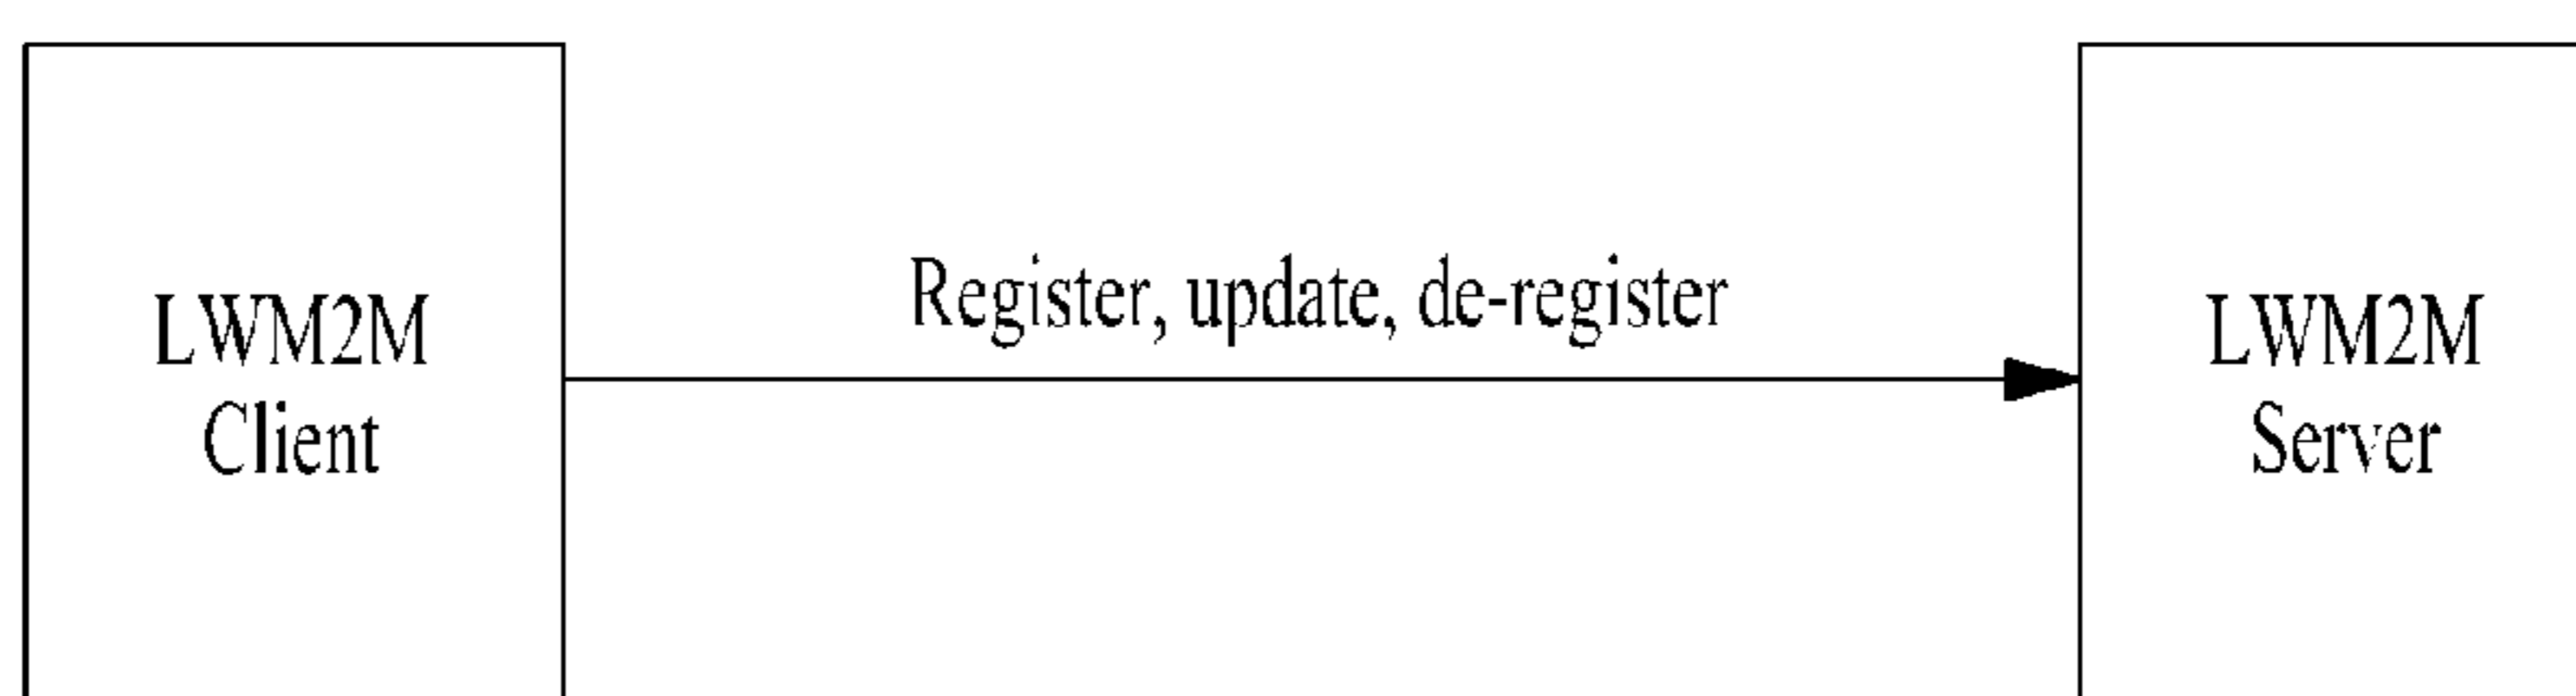 LWM2M
Client
Register, update, de-register
LWM2M
Server